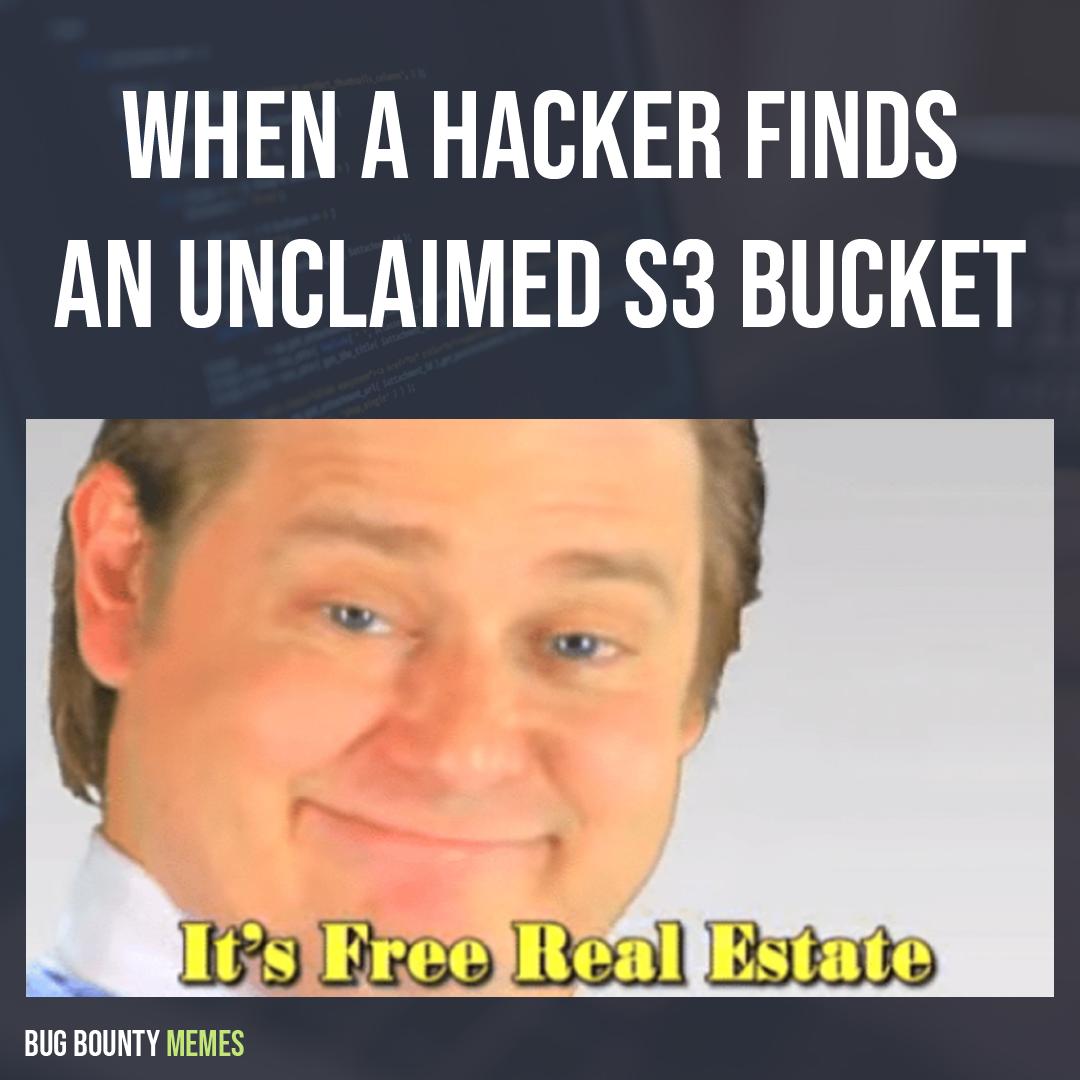 WHEN A HACKER FINDS
AN UNCLAIMED S3 BUCKET
It's Free Real Estate
BUG BOUNTY MEMES